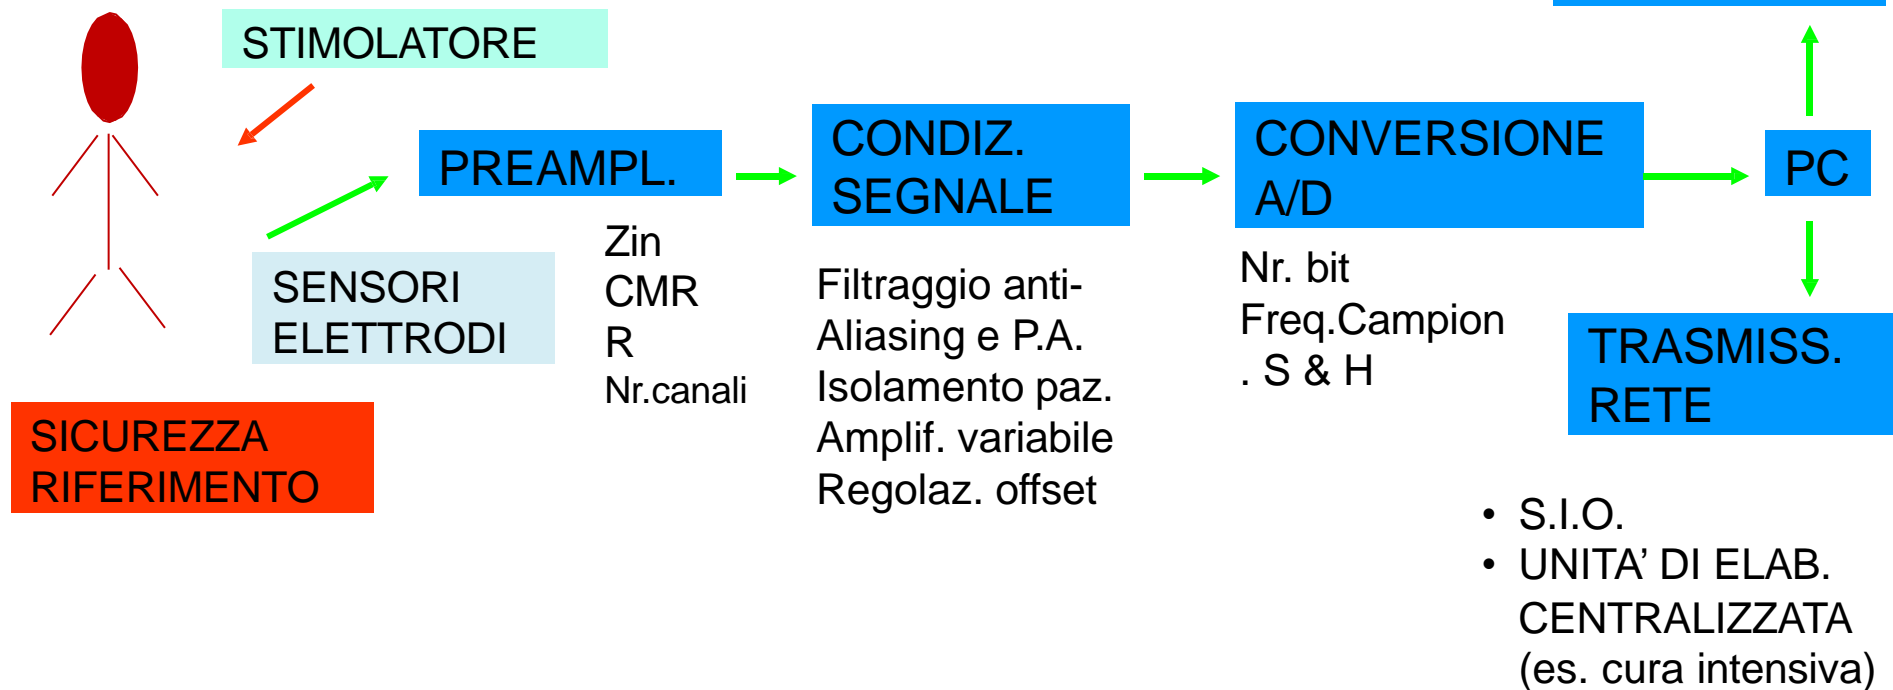 STIMOLATORE
PREAMPL.
Zin
CMR
R
Nr.canali
SENSORI
ELETTRODI
SICUREZZA
RIFERIMENTO
CONDIZ.
SEGNALE
Filtraggio anti-
Aliasing e P.A.
Isolamento paz.
Amplif. variabile
Regolaz. offset
CONVERSIONE
A/D
Nr. bit
Freq.Campion
. S & H
PC
TRASMISS.
RETE
• S.I.O.
• UNITA’ DI ELAB.
CENTRALIZZATA
(es. cura intensiva)